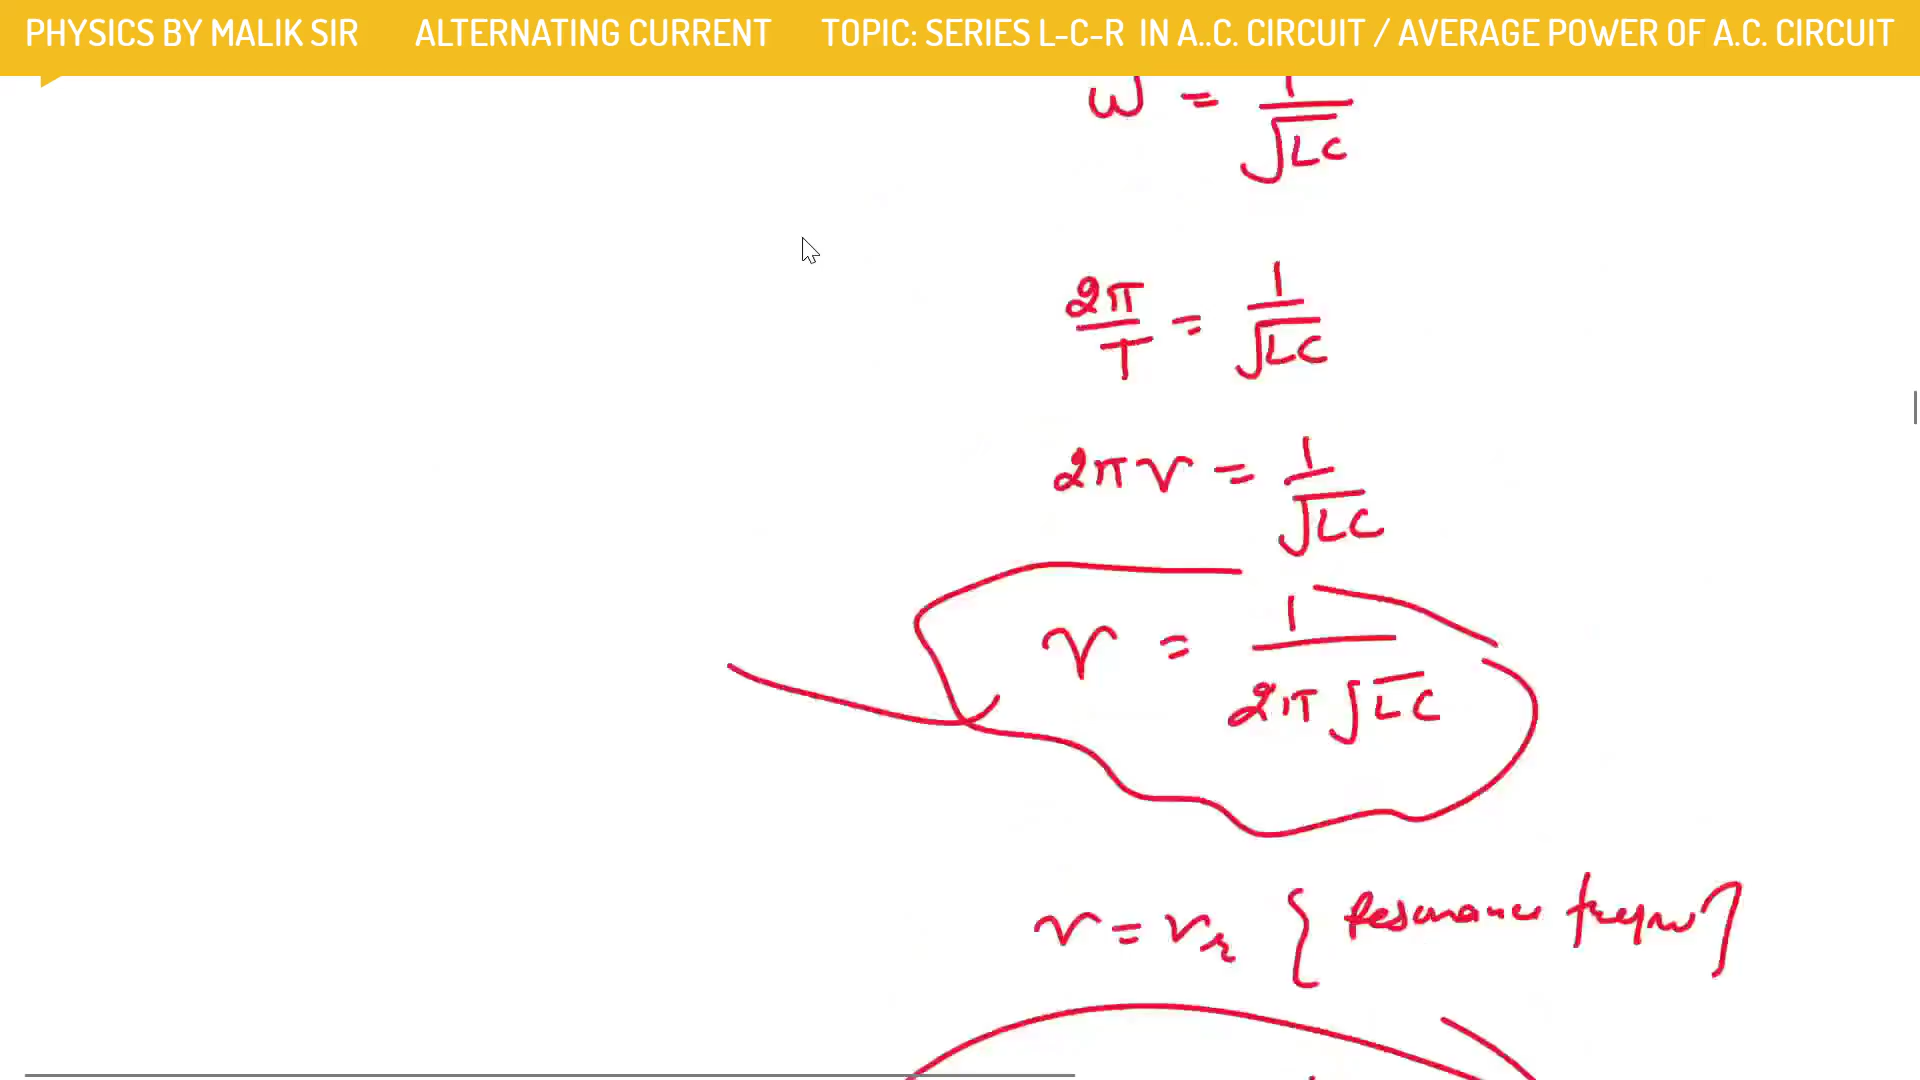 PHYSICS BY MALIK SIR ALTERNATING CURRENT TOPIC: SERIES L-C-R IN A..C. CIRCUIT / AVERAGE POWER OF A.C. CIRCUIT
ω = 1/√LC
2π/T = 1/√LC
2πν = 1/√LC
ν = 1/2π√LC
ν = νr { Resonance